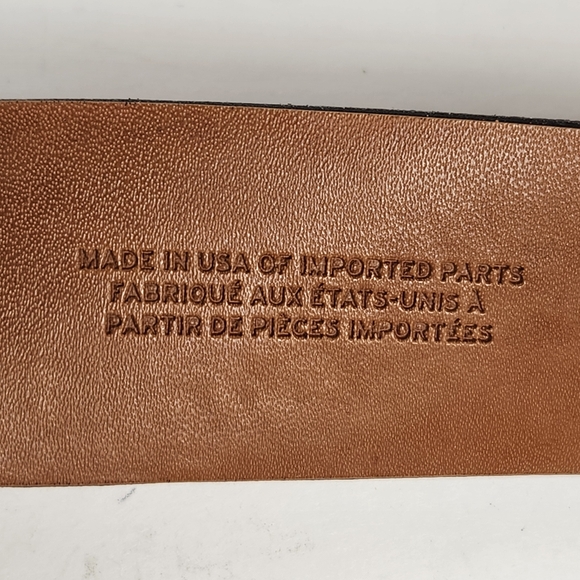 MADE IN USA OF IMPORTED PARTS
FABRIQUÉ AUX ÉTATS-UNIS À
PARTIR DE PIÈCES IMPORTÉES